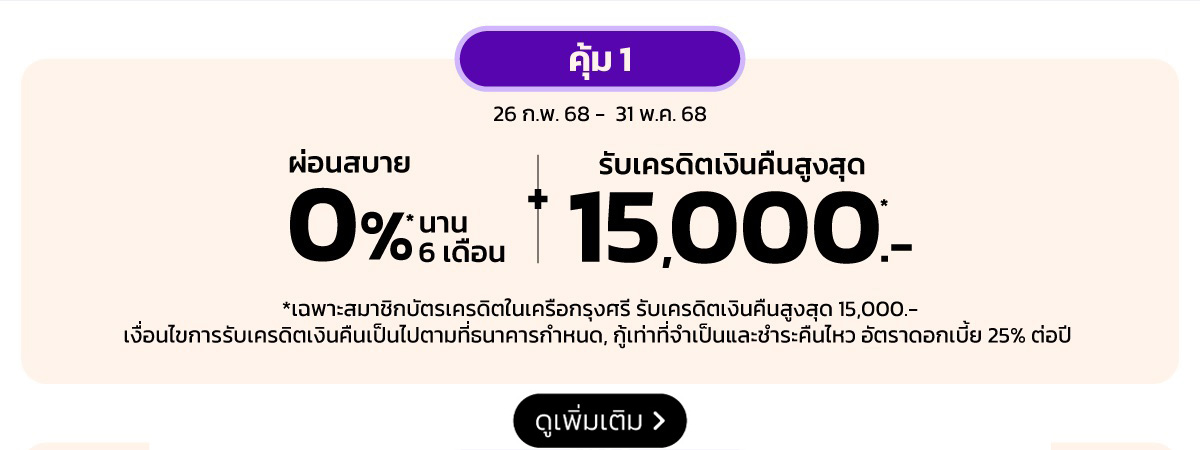 คุ้ม 1
26 ก.พ. 68 - 31 พ.ค. 68
ผ่อนสบาย
0%* นาน
6 เดือน
+
รับเครดิตเงินคืนสูงสุด
15,000.-*
*เฉพาะสมาชิกบัตรเครดิตในเครือกรุงศรี รับเครดิตเงินคืนสูงสุด 15,000.-
เงื่อนไขการรับเครดิตเงินคืนเป็นไปตามที่ธนาคารกำหนด, กู้เท่าที่จำเป็นและชำระคืนไหว อัตราดอกเบี้ย 25% ต่อปี
ดูเพิ่มเติม >